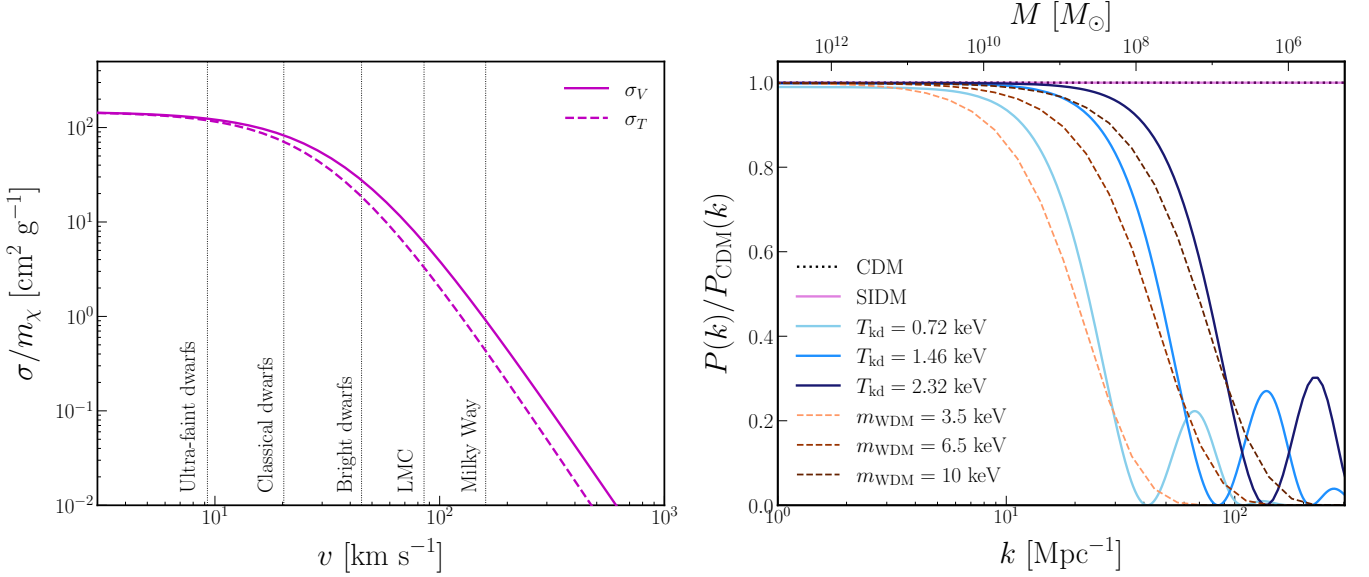 σ/m_χ [cm² g⁻¹]
10²
10¹
10⁰
10⁻¹
10⁻²
σ_V
σ_T
Ultra-faint dwarfs
Classical dwarfs
Bright dwarfs
LMC
Milky Way
10¹
10²
10³
v [km s⁻¹]
M [M_⊙]
10¹²
10¹⁰
10⁸
10⁶
P(k)/P_CDM(k)
1.0
0.8
0.6
0.4
0.2
0.0
CDM
SIDM
T_kd = 0.72 keV
T_kd = 1.46 keV
T_kd = 2.32 keV
m_WDM = 3.5 keV
m_WDM = 6.5 keV
m_WDM = 10 keV
10⁰
10¹
10²
k [Mpc⁻¹]